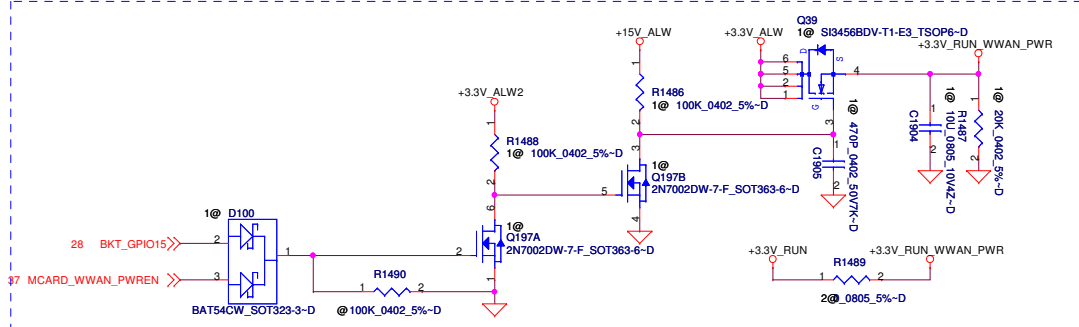 Q39
1@ SI3456BDV-T1-E3_TSOP6~D
+15V_ALW
+3.3V_ALW
+3.3V_RUN_WWAN_PWR
D
S
G
6
5
2
1
4
3
1
R1486
1@ 100K_0402_5%~D
2
+3.3V_ALW2
1
R1488
1@ 100K_0402_5%~D
2
1@ 470P_0402_50V7K~D
C1905
1
2
1@
10U_0805_10V4Z~D
C1904
1
2
1@ 20K_0402_5%~D
R1487
1
2
3
1@
Q197B
2N7002DW-7-F_SOT363-6~D
5
4
6
1@
Q197A
2N7002DW-7-F_SOT363-6~D
2
1
1@ D100
28 BKT_GPIO15
2
1
37 MCARD_WWAN_PWREN
3
BAT54CW_SOT323-3~D
R1490
1
2
@ 100K_0402_5%~D
+3.3V_RUN
+3.3V_RUN_WWAN_PWR
R1489
1
2
_0805_5%~D